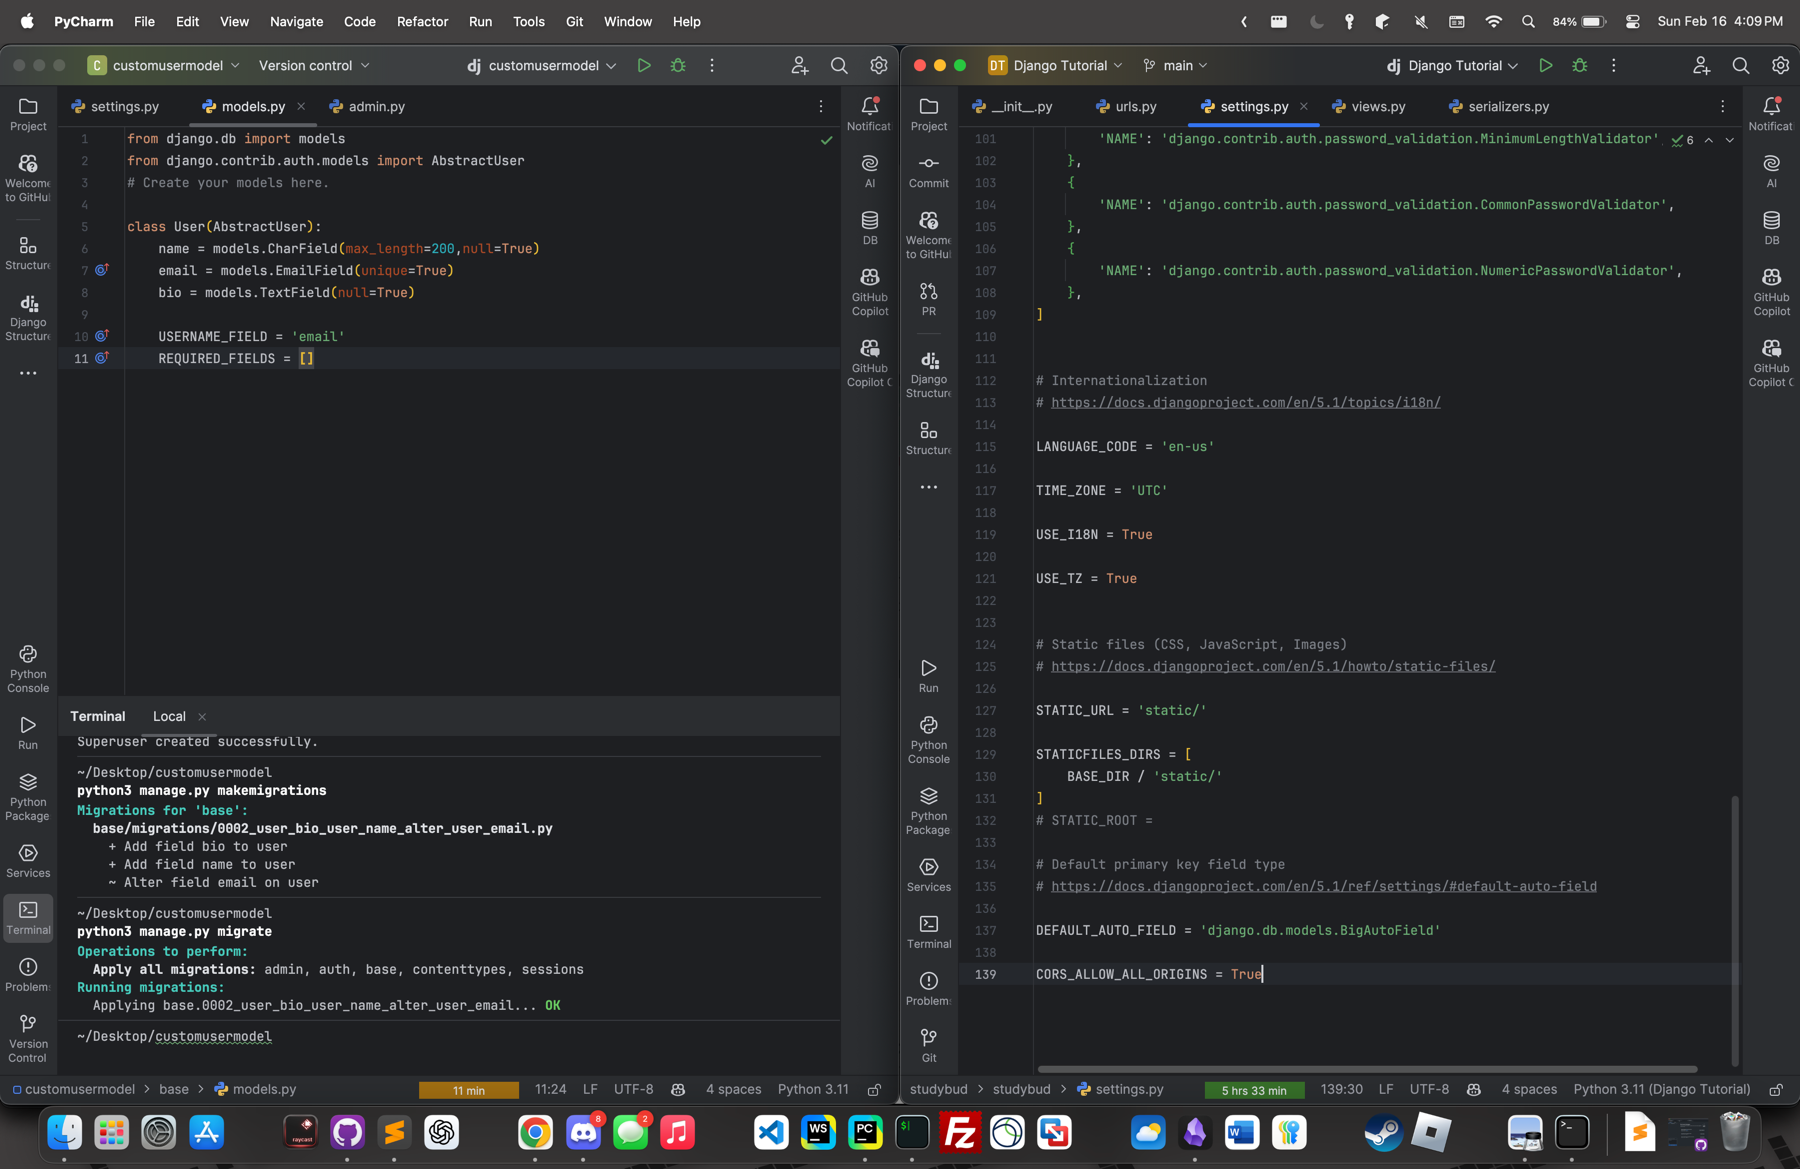 PyCharm File Edit View Navigate Code Refactor Run Tools Git Window Help
84% Sun Feb 16 4:09 PM
C customusermodel Version control dj customusermodel
settings.py models.py admin.py
Project
Welcome
to GitHu
Structure
Django
Structure
1 from django.db import models
2 from django.contrib.auth.models import AbstractUser
3 # Create your models here.
4
5 class User(AbstractUser):
6 name = models.CharField(max_length=200,null=True)
7 email = models.EmailField(unique=True)
8 bio = models.TextField(null=True)
9
10 USERNAME_FIELD = 'email'
11 REQUIRED_FIELDS = []
Notificat
AI
DB
GitHub
Copilot
GitHub
Copilot C
Python
Console
Run
Python
Package
Services
Terminal
Problem
Version
Control
Terminal Local
Superuser created successfully.
~/Desktop/customusermodel
python3 manage.py makemigrations
Migrations for 'base':
base/migrations/0002_user_bio_user_name_alter_user_email.py
+ Add field bio to user
+ Add field name to user
~ Alter field email on user
~/Desktop/customusermodel
python3 manage.py migrate
Operations to perform:
Apply all migrations: admin, auth, base, contenttypes, sessions
Running migrations:
Applying base.0002_user_bio_user_name_alter_user_email... OK
~/Desktop/customusermodel
customusermodel > base > models.py 11 min 11:24 LF UTF-8 4 spaces Python 3.11
DT Django Tutorial main dj Django Tutorial
__init__.py urls.py settings.py views.py serializers.py
Project
Commit
Welcome
to GitHu
PR
Django
Structure
Structure
Run
Python
Console
Python
Package
Services
Terminal
Problem
Git
6
101 'NAME': 'django.contrib.auth.password_validation.MinimumLengthValidator'
102 },
103 {
104 'NAME': 'django.contrib.auth.password_validation.CommonPasswordValidator',
105 },
106 {
107 'NAME': 'django.contrib.auth.password_validation.NumericPasswordValidator',
108 },
109 ]
110
111
112 # Internationalization
113 # https://docs.djangoproject.com/en/5.1/topics/i18n/
114
115 LANGUAGE_CODE = 'en-us'
116
117 TIME_ZONE = 'UTC'
118
119 USE_I18N = True
120
121 USE_TZ = True
122
123
124 # Static files (CSS, JavaScript, Images)
125 # https://docs.djangoproject.com/en/5.1/howto/static-files/
126
127 STATIC_URL = 'static/'
128
129 STATICFILES_DIRS = [
130 BASE_DIR / 'static/'
131 ]
132 # STATIC_ROOT =
133
134 # Default primary key field type
135 # https://docs.djangoproject.com/en/5.1/ref/settings/#default-auto-field
136
137 DEFAULT_AUTO_FIELD = 'django.db.models.BigAutoField'
138
139 CORS_ALLOW_ALL_ORIGINS = True
Notificat
AI
DB
GitHub
Copilot
GitHub
Copilot C
studybud > studybud > settings.py 5 hrs 33 min 139:30 LF UTF-8 4 spaces Python 3.11 (Django Tutorial)
raycast
8
2
WS
PC
$
Fz
W
S